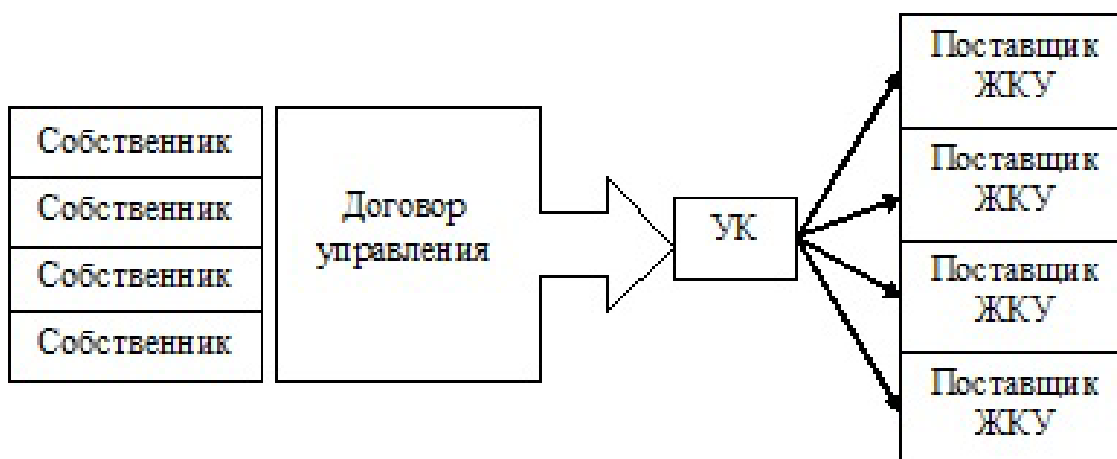 Собственник
Собственник
Собственник
Собственник
Договор
управления
УК
Поставщик
ЖКУ
Поставщик
ЖКУ
Поставщик
ЖКУ
Поставщик
ЖКУ